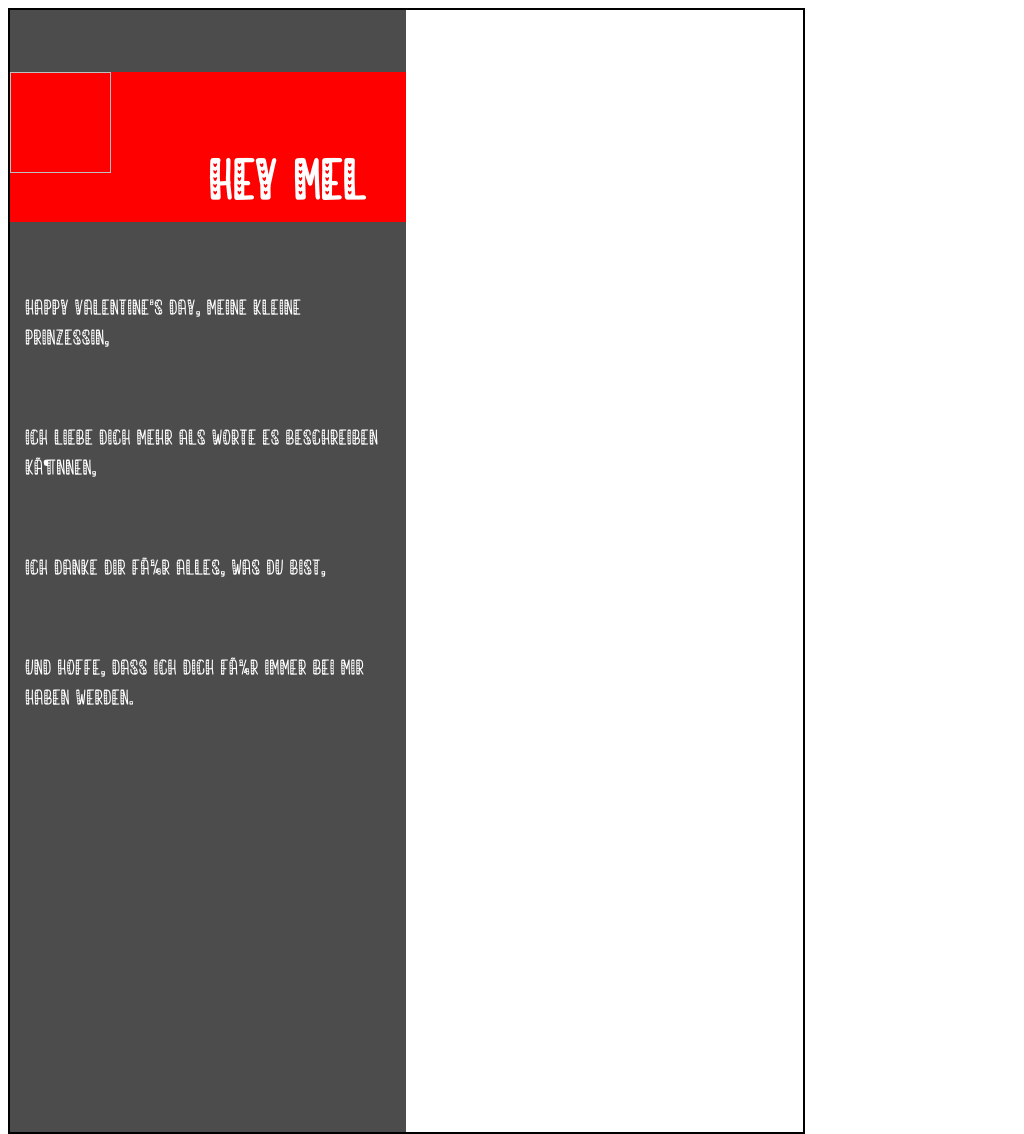 HEY MEL
HAPPY VALENTINE'S DAY, MEINE KLEINE
PRINZESSIN,
ICH LIEBE DICH MEHR ALS WORTE ES BESCHREIBEN
KÃ¶NNEN,
ICH DANKE DIR FÃ¼R ALLES, WAS DU BIST,
UND HOFFE, DASS ICH DICH FÃ¼R IMMER BEI MIR
HABEN WERDEN.